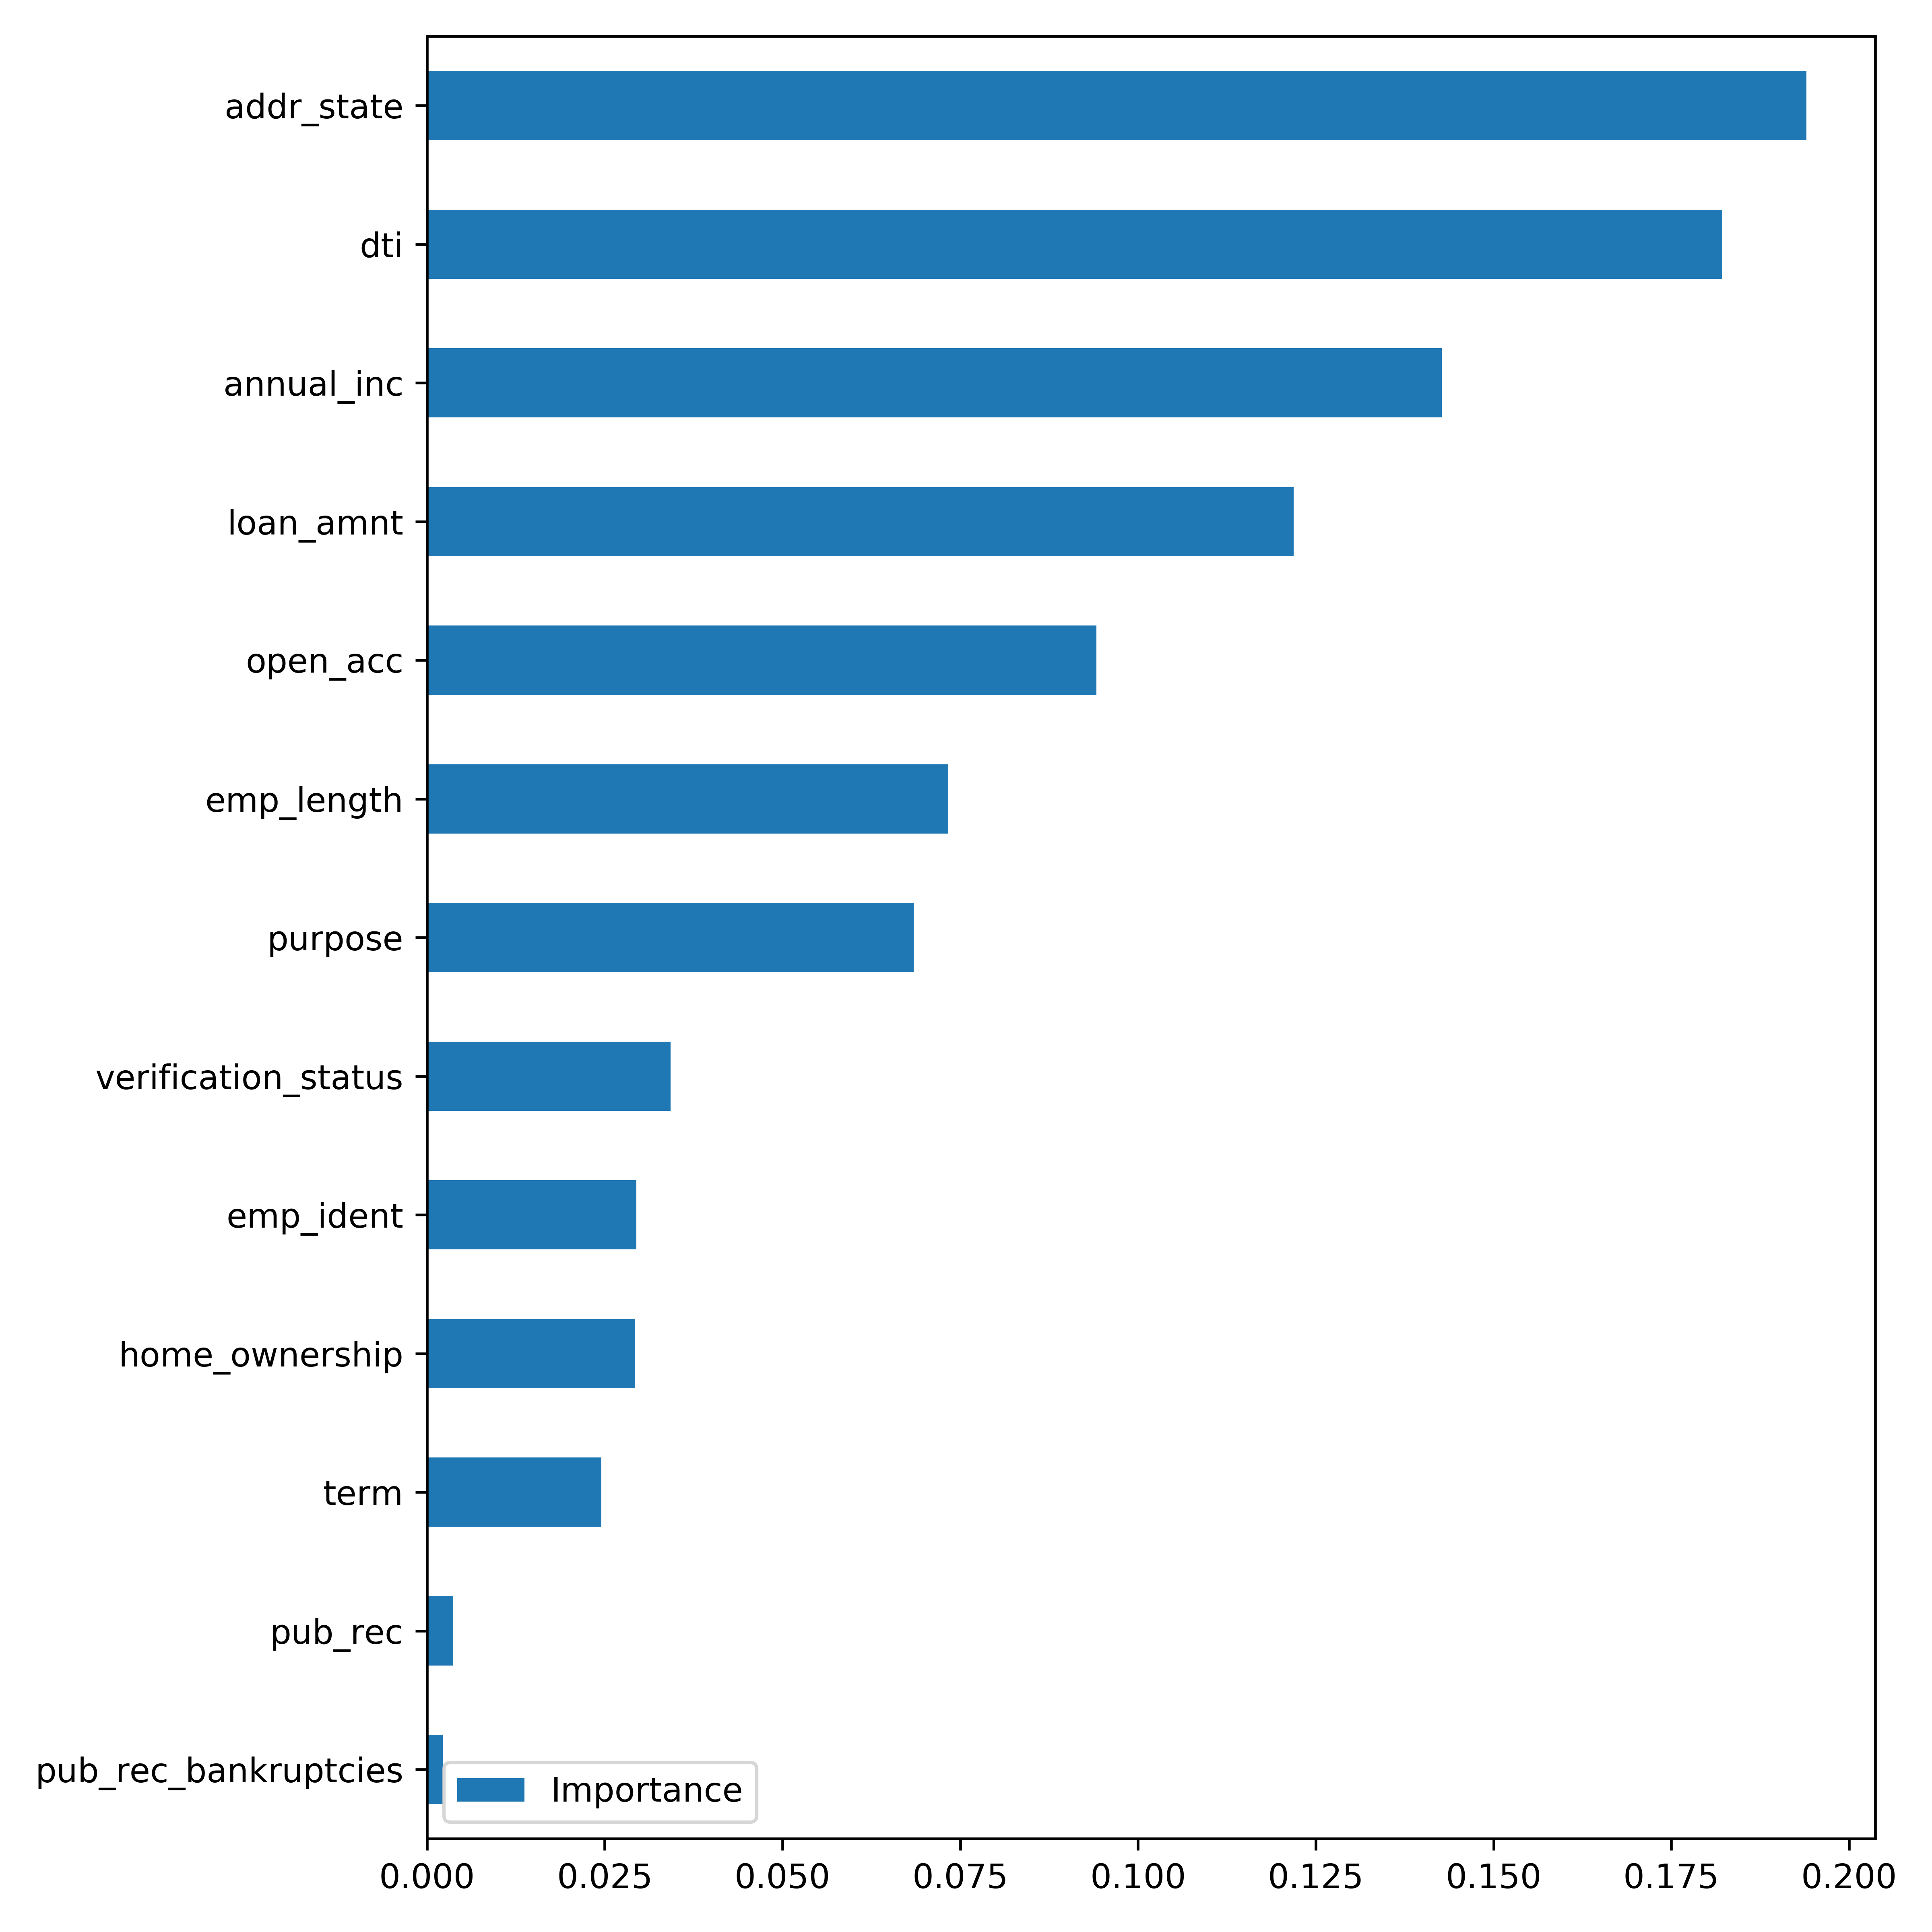 addr_state
dti
annual_inc
loan_amnt
open_acc
emp_length
purpose
verification_status
emp_ident
home_ownership
term
pub_rec
pub_rec_bankruptcies
Importance
0.000 0.025 0.050 0.075 0.100 0.125 0.150 0.175 0.200